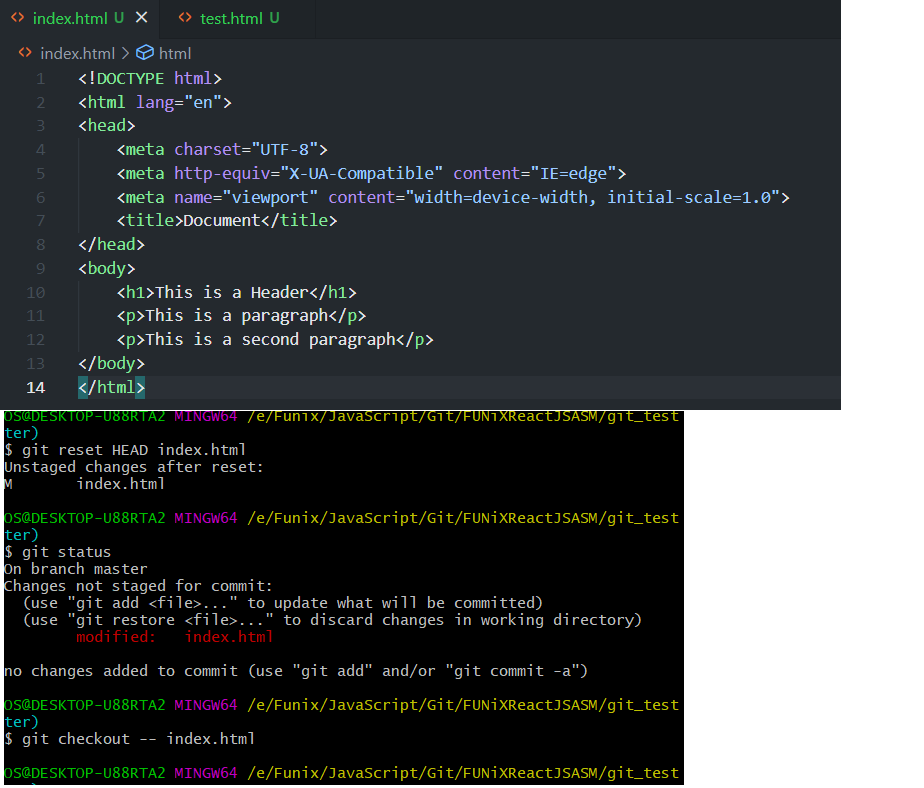 index.html U ×
test.html U
index.html > html
1 <!DOCTYPE html>
2 <html lang="en">
3 <head>
4     <meta charset="UTF-8">
5     <meta http-equiv="X-UA-Compatible" content="IE=edge">
6     <meta name="viewport" content="width=device-width, initial-scale=1.0">
7     <title>Document</title>
8 </head>
9 <body>
10     <h1>This is a Header</h1>
11     <p>This is a paragraph</p>
12     <p>This is a second paragraph</p>
13 </body>
14 </html>
OS@DESKTOP-U88RTA2 MINGW64 /e/Funix/JavaScript/Git/FUNiXReactJSASM/git_test
ter)
$ git reset HEAD index.html
Unstaged changes after reset:
M       index.html
OS@DESKTOP-U88RTA2 MINGW64 /e/Funix/JavaScript/Git/FUNiXReactJSASM/git_test
ter)
$ git status
On branch master
Changes not staged for commit:
  (use "git add <file>..." to update what will be committed)
  (use "git restore <file>..." to discard changes in working directory)
        modified:   index.html
no changes added to commit (use "git add" and/or "git commit -a")
OS@DESKTOP-U88RTA2 MINGW64 /e/Funix/JavaScript/Git/FUNiXReactJSASM/git_test
ter)
$ git checkout -- index.html
OS@DESKTOP-U88RTA2 MINGW64 /e/Funix/JavaScript/Git/FUNiXReactJSASM/git_test